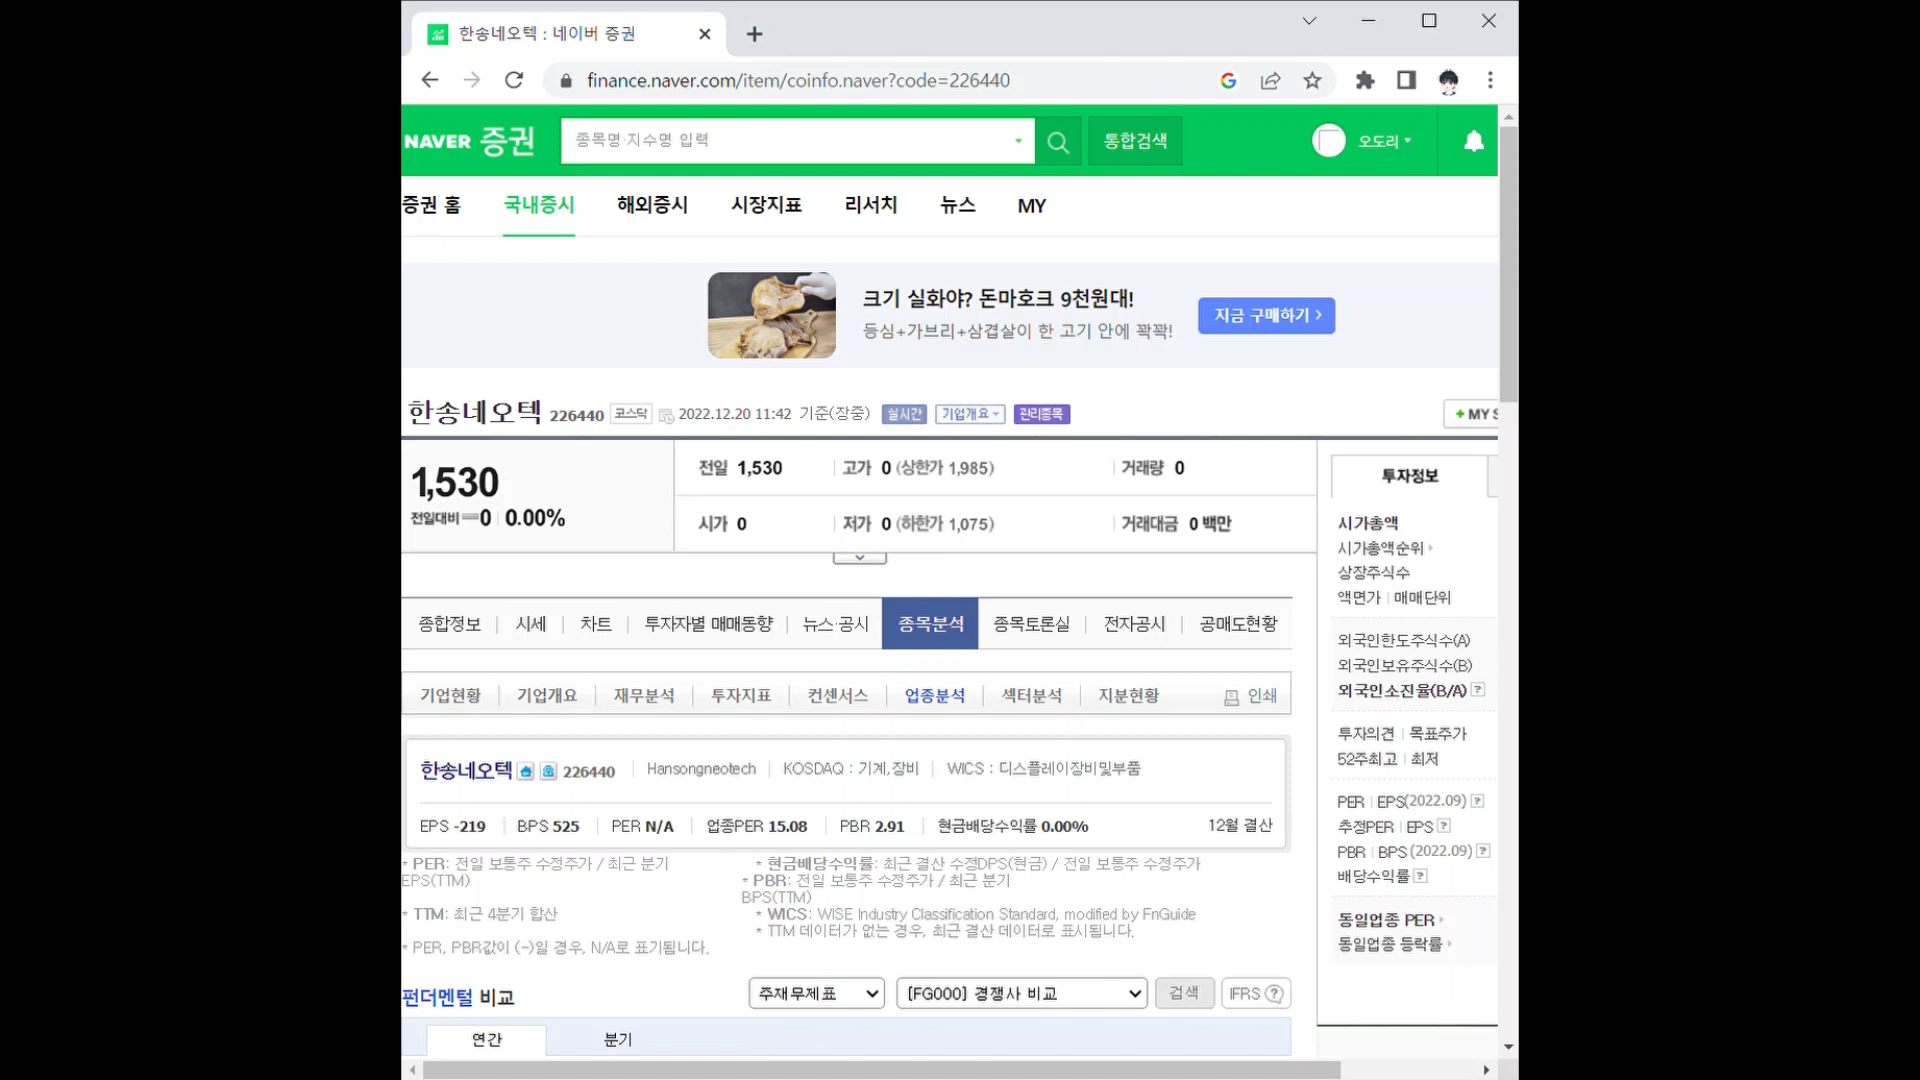 한송네오텍 : 네이버 증권
finance.naver.com/item/coinfo.naver?code=226440
NAVER 증권 종목명·지수명 입력 통합검색 오도리
증권 홈 국내증시 해외증시 시장지표 리서치 뉴스 MY
크기 실화야? 돈마호크 9천원대!
등심+가브리+삼겹살이 한 고기 안에 꽉꽉!
지금 구매하기 >
한송네오텍 226440 코스닥 2022.12.20 11:42 기준(장중) 실시간 기업개요 관리종목
+ MY S
1,530
전일대비 0 0.00%
전일 1,530 고가 0 (상한가 1,985) 거래량 0
시가 0 저가 0 (하한가 1,075) 거래대금 0 백만
종합정보 시세 차트 투자자별 매매동향 뉴스·공시 종목분석 종목토론실 전자공시 공매도현황
기업현황 기업개요 재무분석 투자지표 컨센서스 업종분석 섹터분석 지분현황 인쇄
한송네오텍 226440 Hansongneotech KOSDAQ : 기계,장비 WICS : 디스플레이장비및부품
EPS -219 BPS 525 PER N/A 업종PER 15.08 PBR 2.91 현금배당수익률 0.00% 12월 결산
* PER: 전일 보통주 수정주가 / 최근 분기
EPS(TTM)
* TTM: 최근 4분기 합산
* PER, PBR값이 (-)일 경우, N/A로 표기됩니다.
* 현금배당수익률: 최근 결산 수정DPS(현금) / 전일 보통주 수정주가
* PBR: 전일 보통주 수정주가 / 최근 분기
BPS(TTM)
* WICS: WISE Industry Classification Standard, modified by FnGuide
* TTM 데이터가 없는 경우, 최근 결산 데이터로 표시됩니다.
펀더멘털 비교 주재무제표 [FG000] 경쟁사 비교 검색 IFRS ?
연간 분기
투자정보
시가총액
시가총액순위
상장주식수
액면가 매매단위
외국인한도주식수(A)
외국인보유주식수(B)
외국인소진율(B/A) ?
투자의견 목표주가
52주최고 최저
PER EPS(2022.09) ?
추정PER EPS ?
PBR BPS (2022.09) ?
배당수익률 ?
동일업종 PER
동일업종 등락률